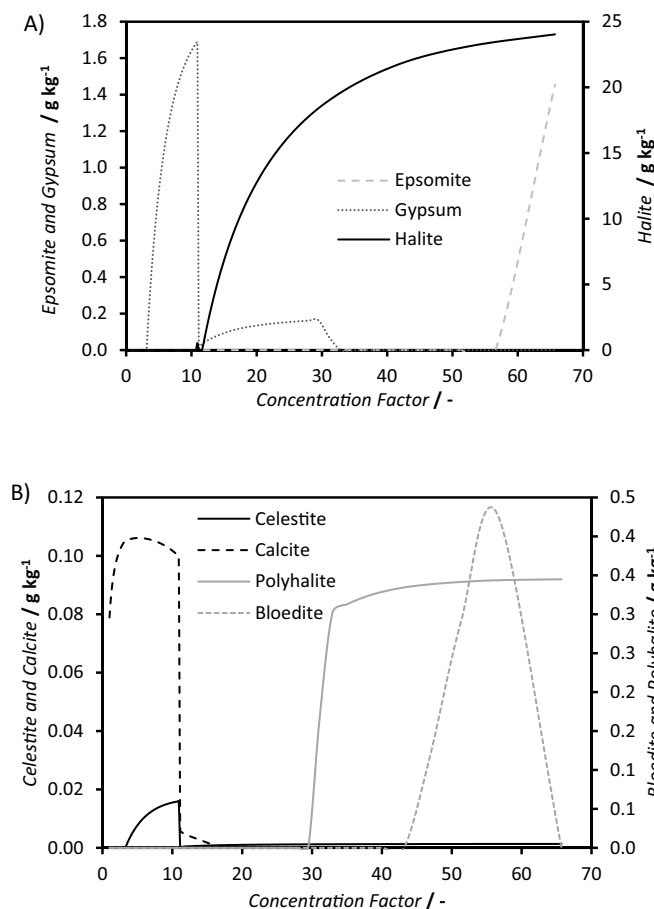 A)
1.8
1.6
1.4
1.2
1.0
0.8
0.6
0.4
0.2
0.0
Epsomite and Gypsum / g kg-1
25
20
15
10
5
0
Halite / g kg-1
Epsomite
Gypsum
Halite
0 10 20 30 40 50 60 70
Concentration Factor / -
B)
0.12
0.10
0.08
0.06
0.04
0.02
0.00
Celestite and Calcite / g kg-1
Celestite
Calcite
Polyhalite
Bloedite
0.5
0.4
0.4
0.3
0.3
0.2
0.2
0.1
0.1
0.0
Bloedite and Polyhalite / g kg-1
0 10 20 30 40 50 60 70
Concentration Factor / -